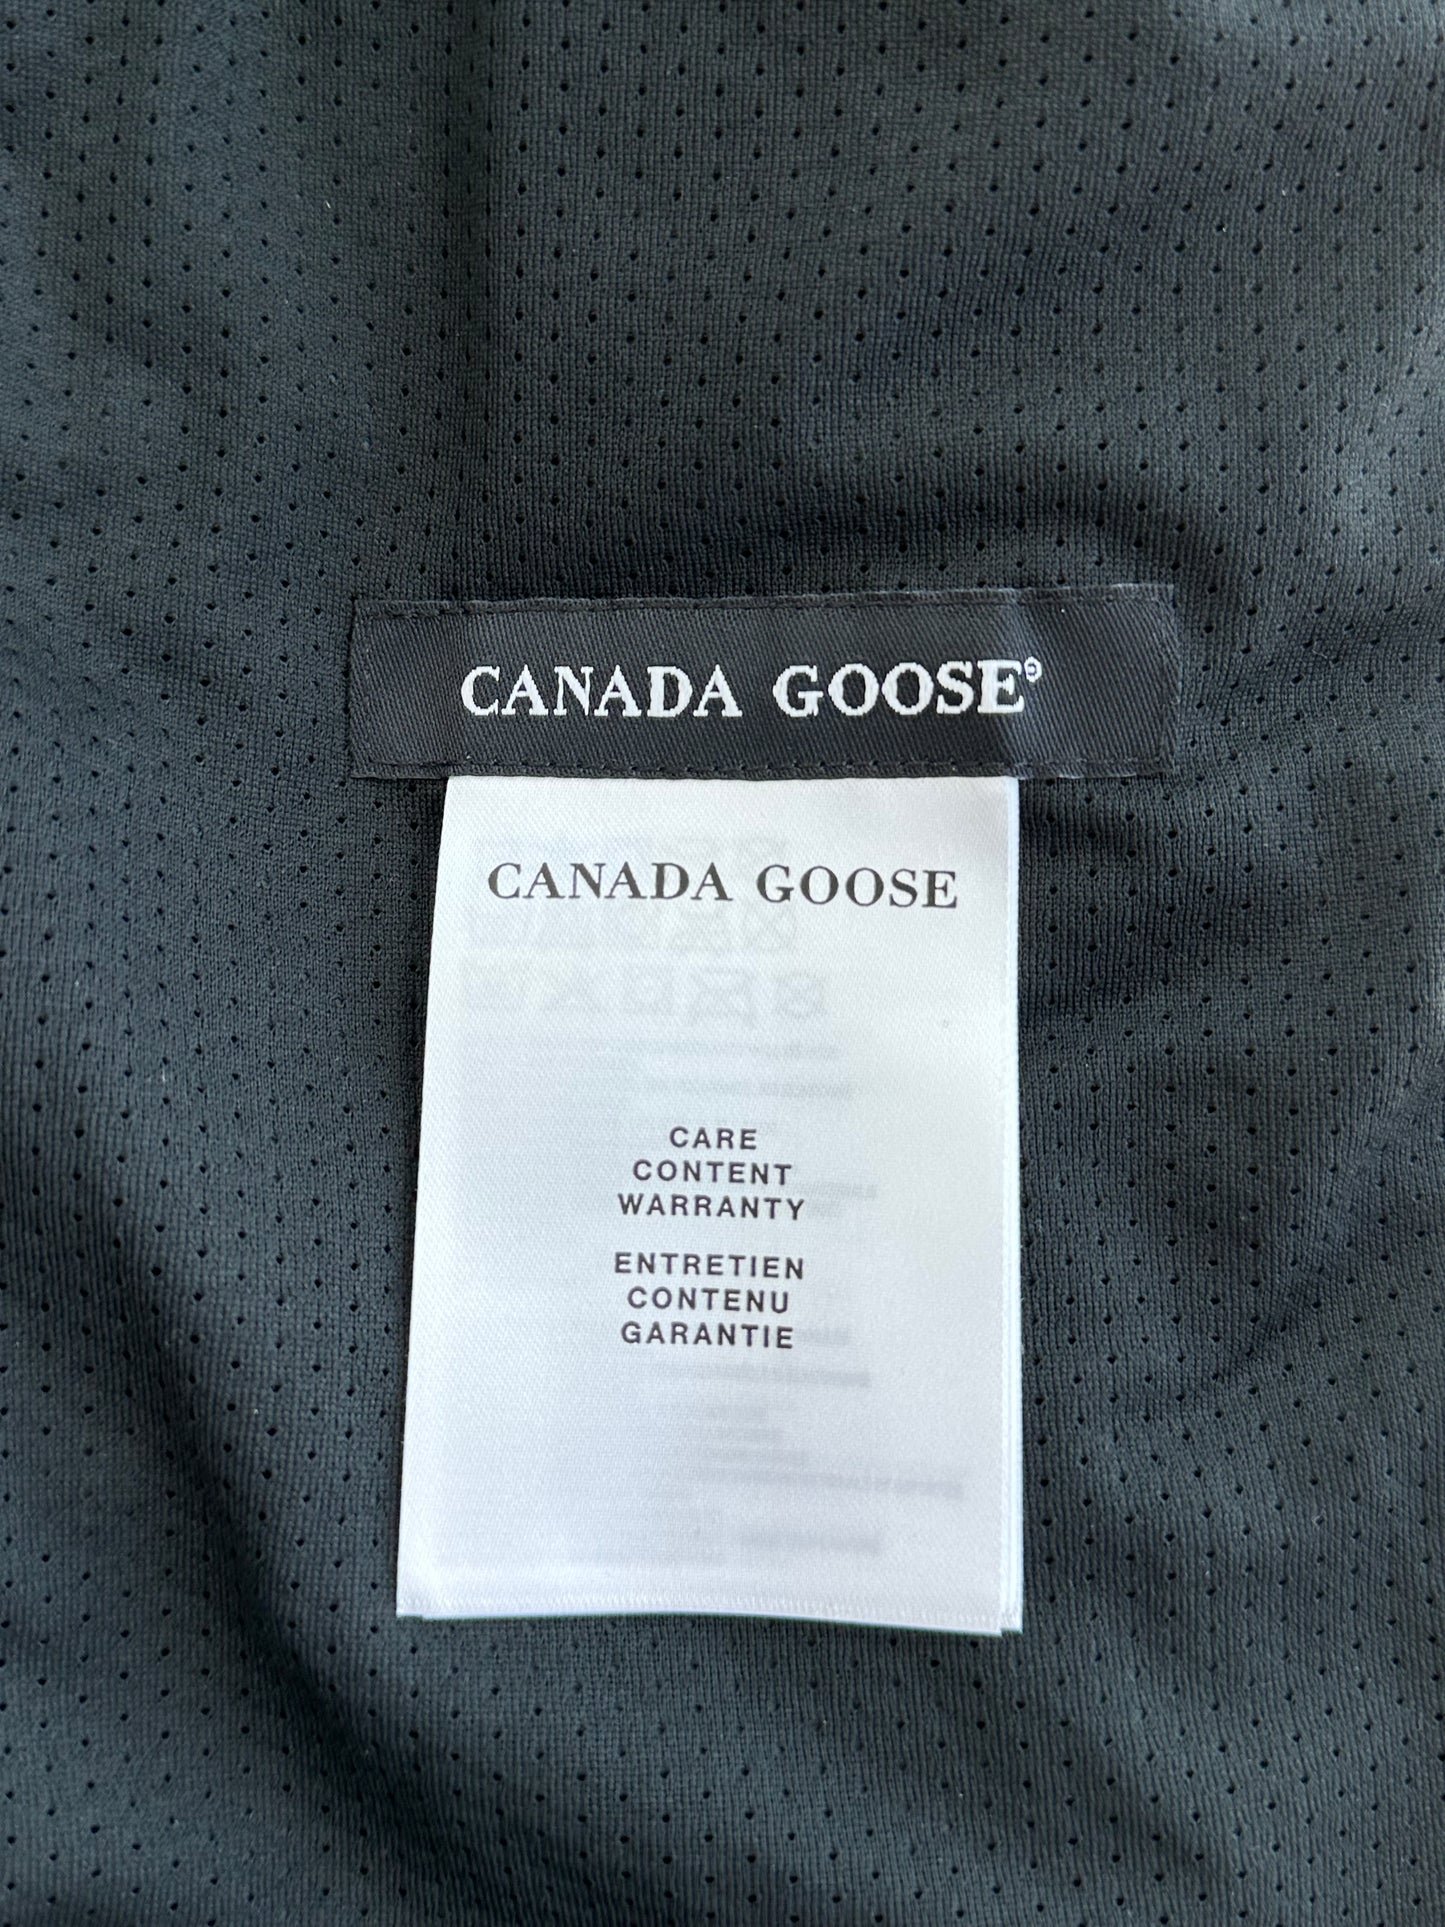 CANADA GOOSE
CANADA GOOSE
CARE
CONTENT
WARRANTY
ENTRETIEN
CONTENU
GARANTIE